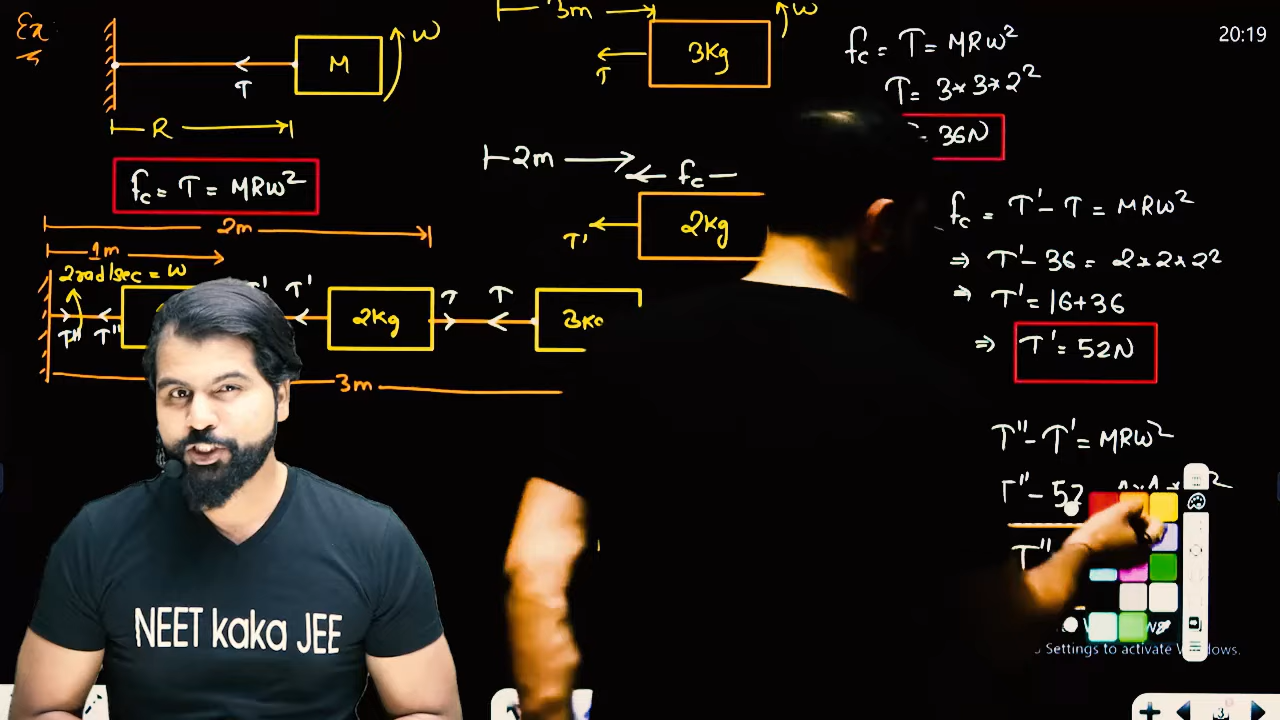 Ex
M
ω
T
R
fc = T = MRω²
2m
1m
2rad/sec = ω
T" T" T' T' 2Kg T T
3m
3m
ω
3Kg
T
2m
fc
2Kg
T'
fc = T = MRω²
T = 3*3*2²
= 36N
fc = T' - T = MRω²
⇒ T' - 36 = 2*2*2²
⇒ T' = 16+36
⇒ T' = 52N
T" - T' = MRω²
T" - 52
T"
20:19
NEET kaka JEE
Settings to activate
3